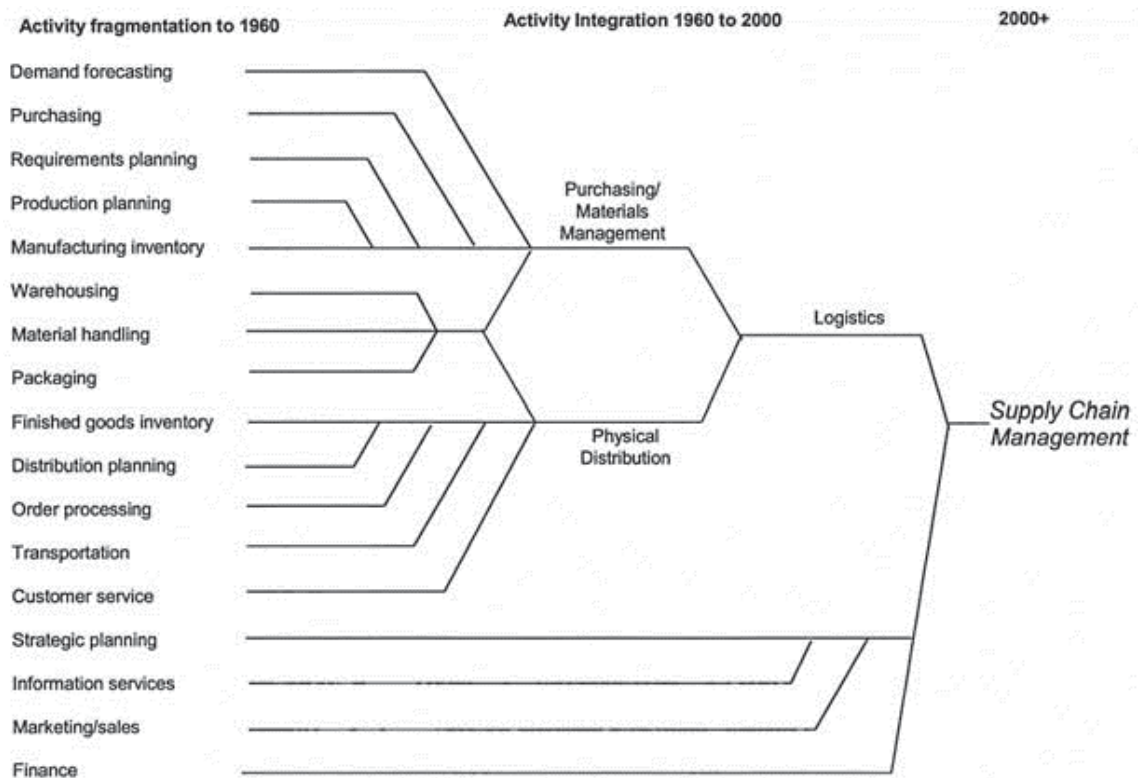 Activity fragmentation to 1960
Activity Integration 1960 to 2000
2000+
Demand forecasting
Purchasing
Requirements planning
Production planning
Manufacturing inventory
Warehousing
Material handling
Packaging
Finished goods inventory
Distribution planning
Order processing
Transportation
Customer service
Strategic planning
Information services
Marketing/sales
Finance
Purchasing/
Materials
Management
Physical
Distribution
Logistics
Supply Chain
Management